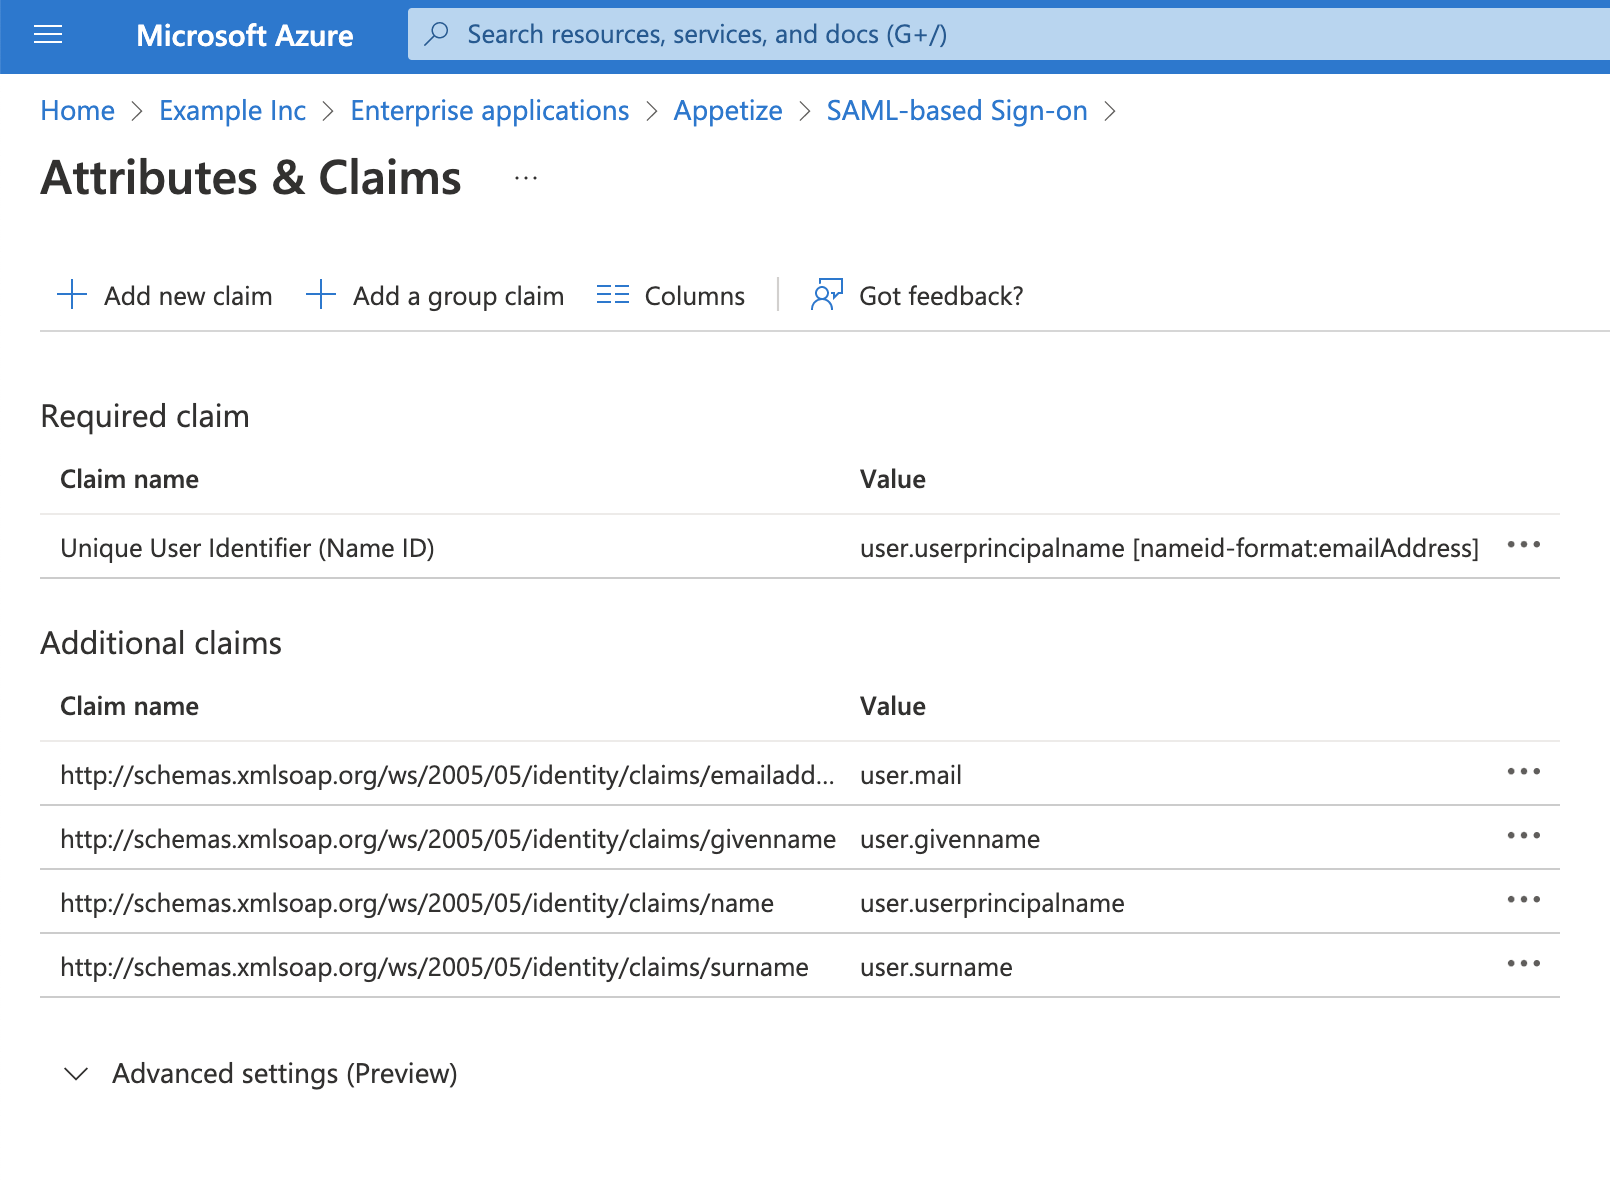 Microsoft Azure
Search resources, services, and docs (G+/)
Home > Example Inc > Enterprise applications > Appetize > SAML-based Sign-on >
Attributes & Claims ...
Add new claim Add a group claim Columns Got feedback?
Required claim
Claim name Value
Unique User Identifier (Name ID) user.userprincipalname [nameid-format:emailAddress]
Additional claims
Claim name Value
http://schemas.xmlsoap.org/ws/2005/05/identity/claims/emailadd... user.mail
http://schemas.xmlsoap.org/ws/2005/05/identity/claims/givenname user.givenname
http://schemas.xmlsoap.org/ws/2005/05/identity/claims/name user.userprincipalname
http://schemas.xmlsoap.org/ws/2005/05/identity/claims/surname user.surname
Advanced settings (Preview)